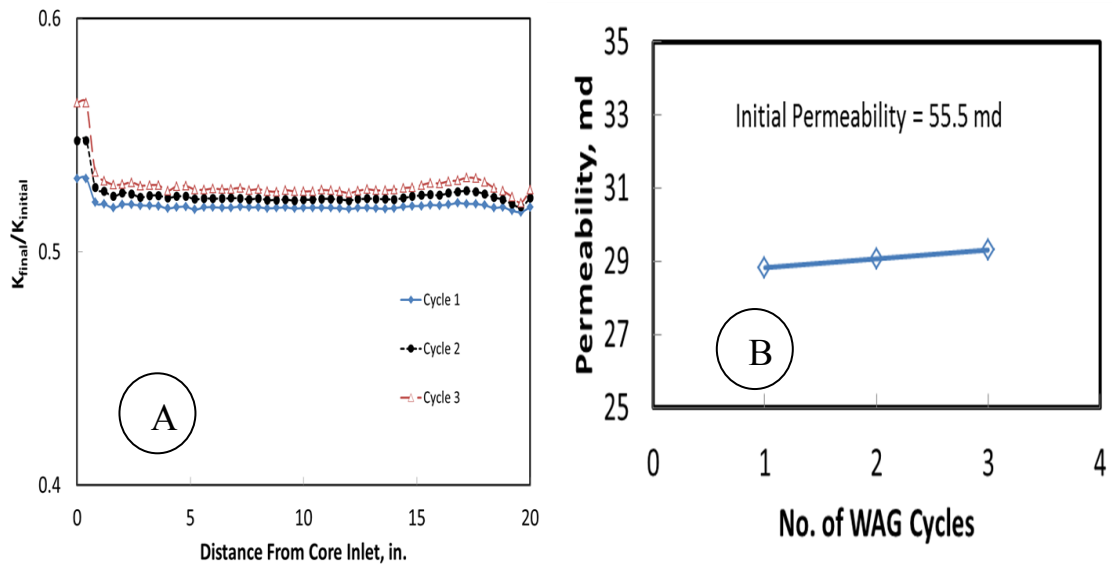 0.6
0.5
0.4
K_final/K_initial
Cycle 1
Cycle 2
Cycle 3
A
0 5 10 15 20
Distance From Core Inlet, in.
35
33
31
29
27
25
Permeability, md
Initial Permeability = 55.5 md
B
0 1 2 3 4
No. of WAG Cycles